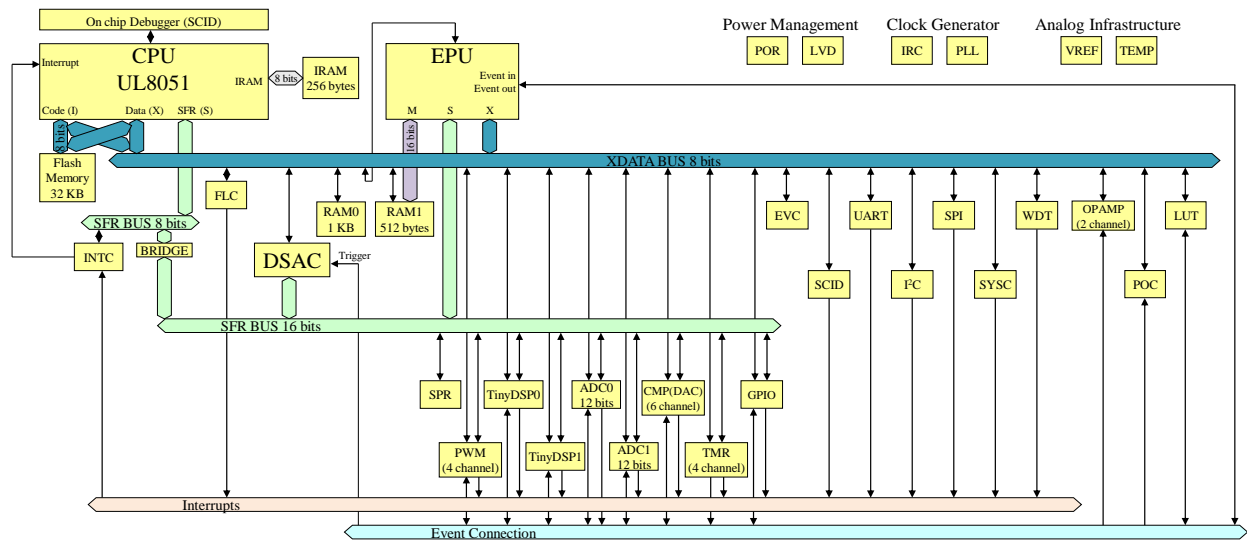 On chip Debugger (SCID)
CPU
UL8051
Interrupt
IRAM
Code (I)
Data (X)
SFR (S)
8 bits
IRAM
256 bytes
EPU
Event in
Event out
M
S
X
Power Management
POR
LVD
Clock Generator
IRC
PLL
Analog Infrastructure
VREF
TEMP
8 bits
16 bits
XDATA BUS 8 bits
Flash
Memory
32 KB
FLC
RAM0
1 KB
RAM1
512 bytes
EVC
UART
SPI
WDT
OPAMP
(2 channel)
LUT
SFR BUS 8 bits
BRIDGE
INTC
DSAC
Trigger
SCID
I²C
SYSC
POC
SFR BUS 16 bits
SPR
TinyDSP0
ADC0
12 bits
CMP(DAC)
(6 channel)
GPIO
PWM
(4 channel)
TinyDSP1
ADC1
12 bits
TMR
(4 channel)
Interrupts
Event Connection